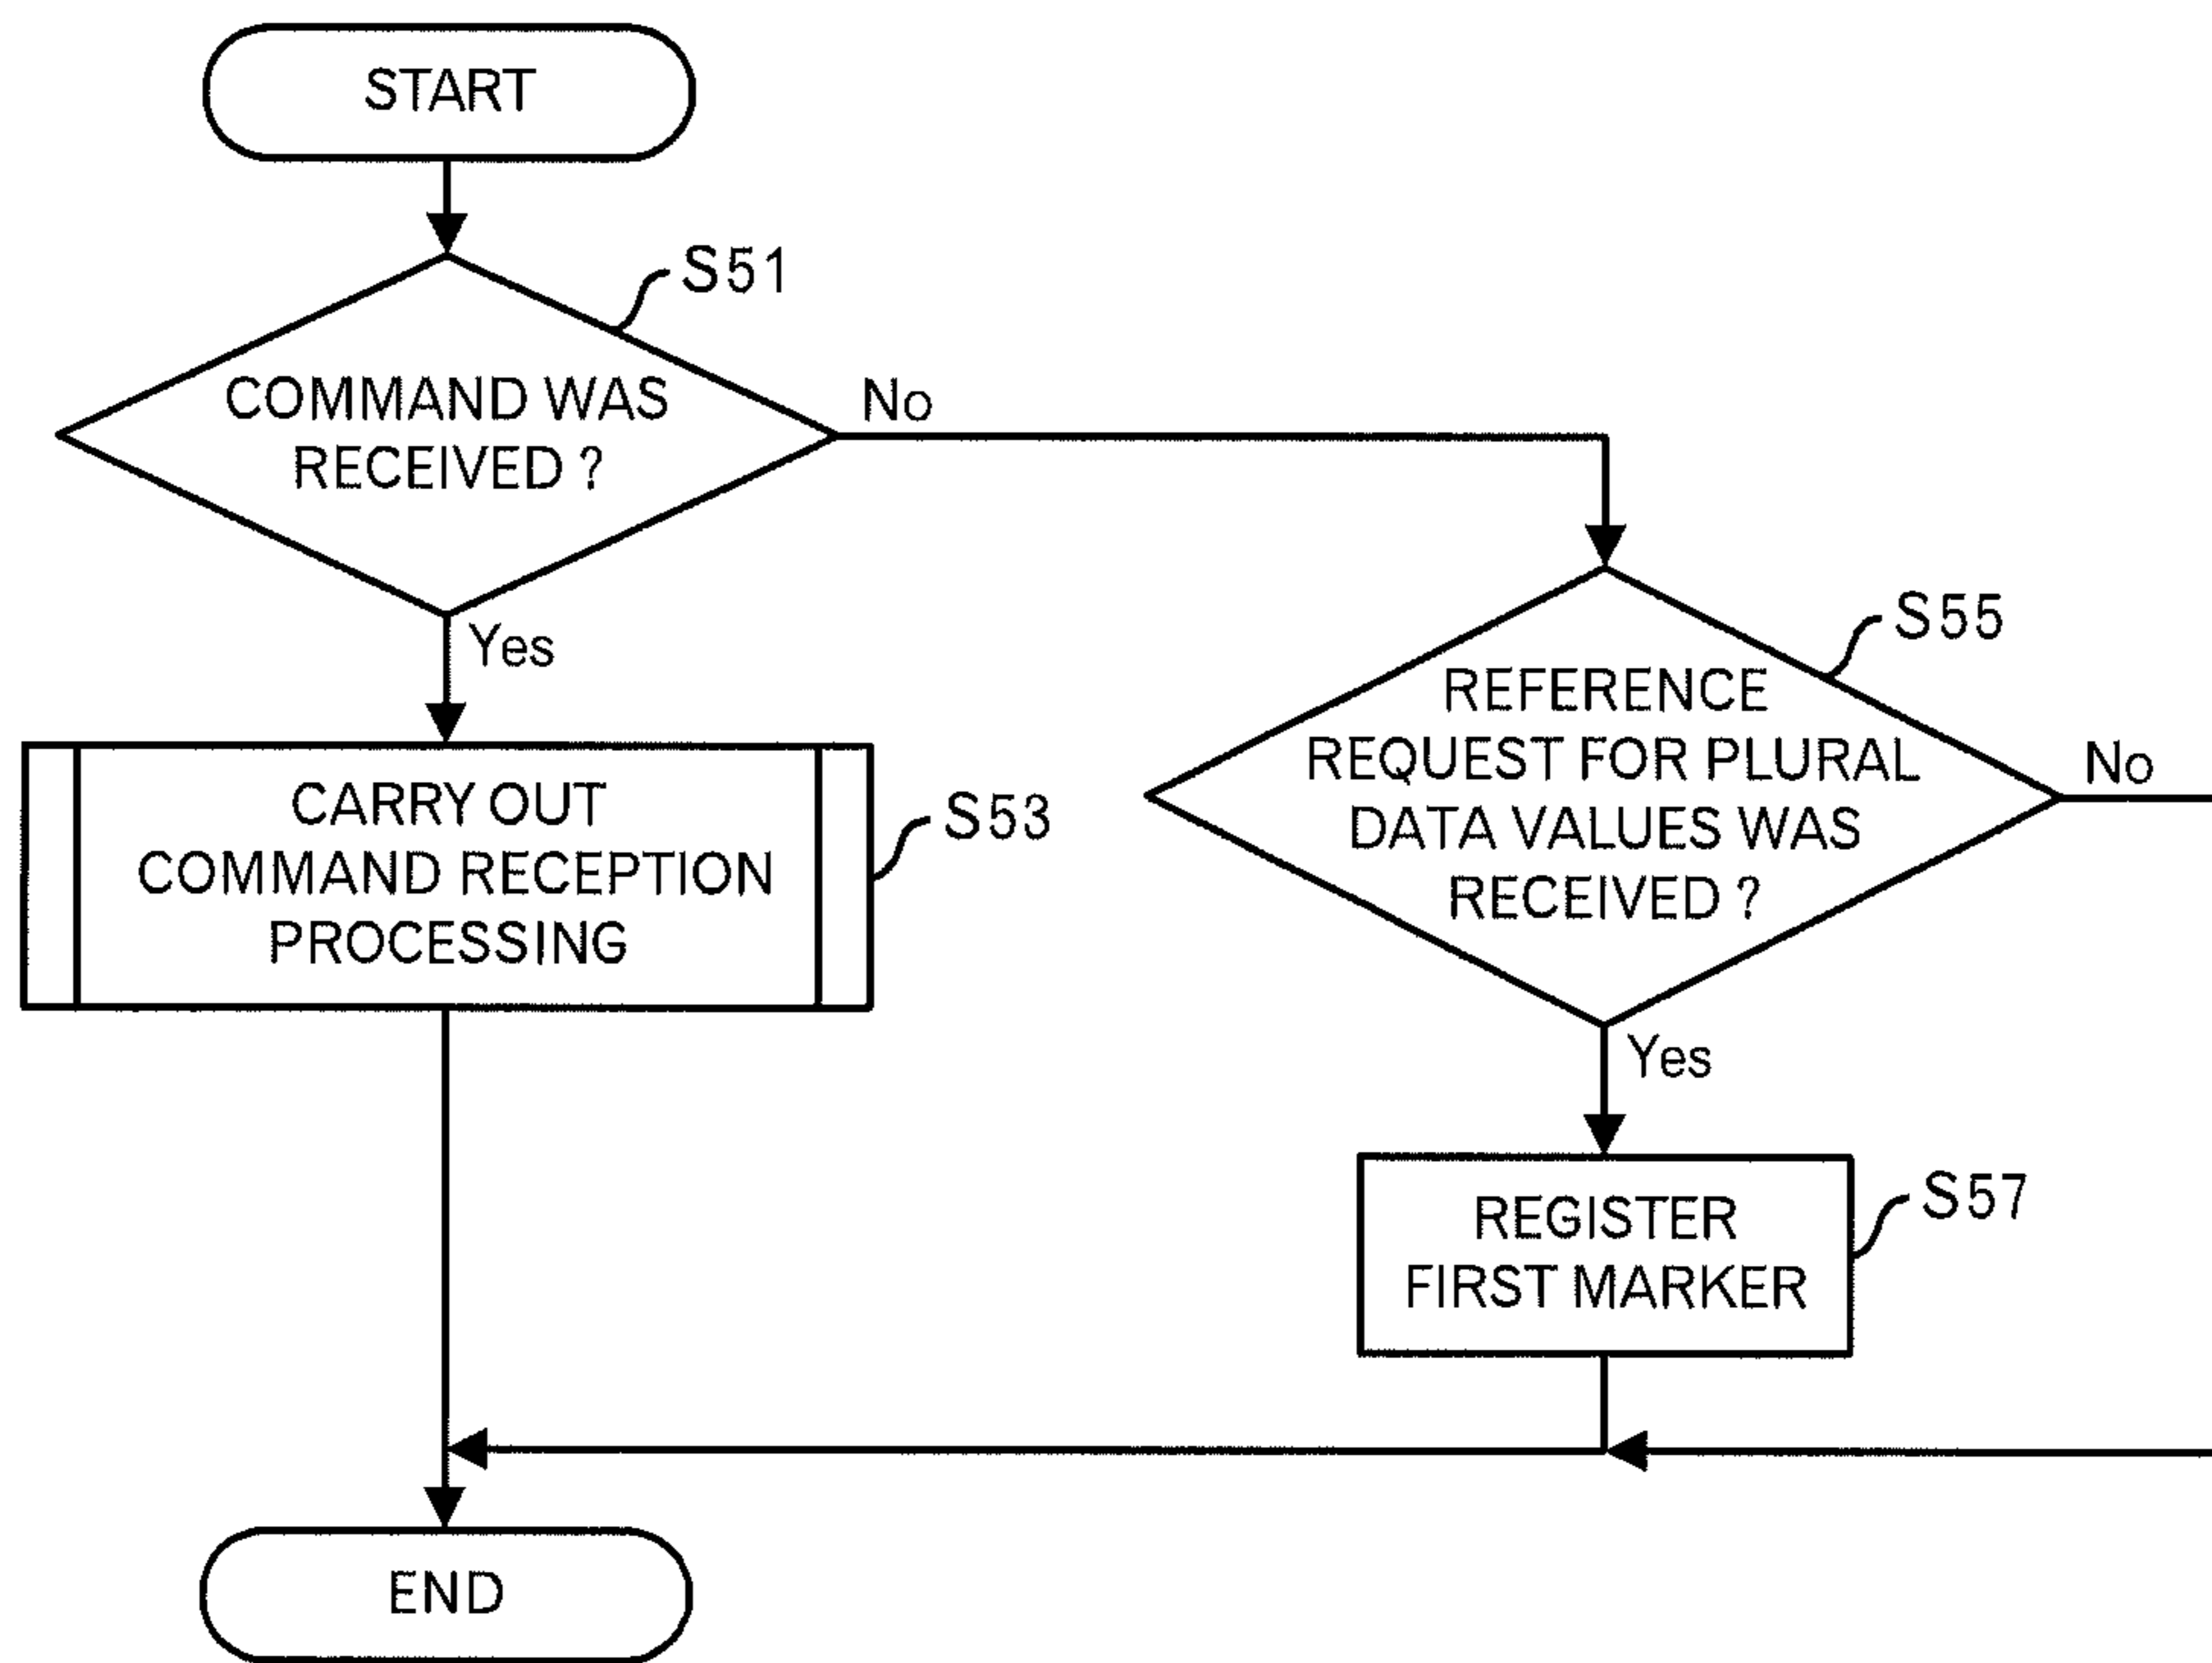 START
S51
COMMAND WAS
RECEIVED ?
No
Yes
S55
REFERENCE
REQUEST FOR PLURAL
DATA VALUES WAS
RECEIVED ?
No
CARRY OUT
COMMAND RECEPTION
PROCESSING
S53
Yes
S57
REGISTER
FIRST MARKER
END